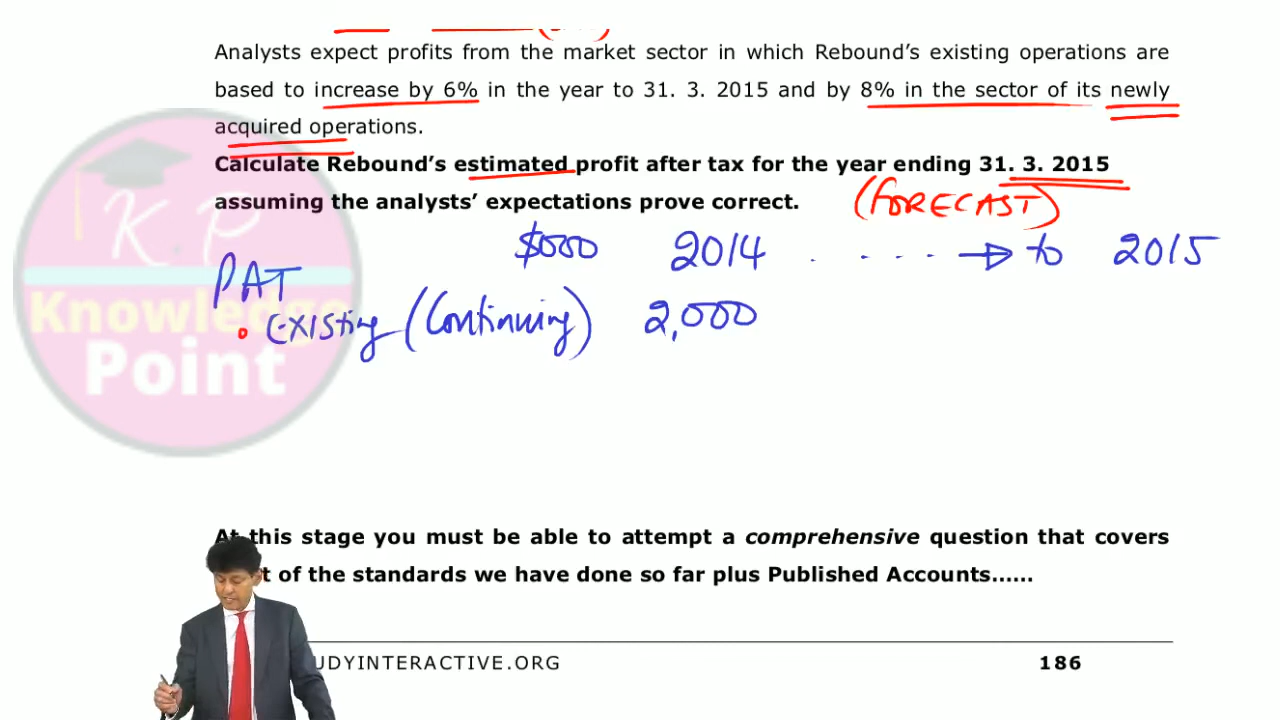 Analysts expect profits from the market sector in which Rebound's existing operations are
based to increase by 6% in the year to 31. 3. 2015 and by 8% in the sector of its newly
acquired operations.
Calculate Rebound's estimated profit after tax for the year ending 31. 3. 2015
assuming the analysts' expectations prove correct. (FORECAST)
$000 2014 . . . . . → to 2015
PAT
• Existing (Continuing) 2,000
K.P
Knowledge
Point
At this stage you must be able to attempt a comprehensive question that covers
of the standards we have done so far plus Published Accounts......
UDYINTERACTIVE.ORG 186